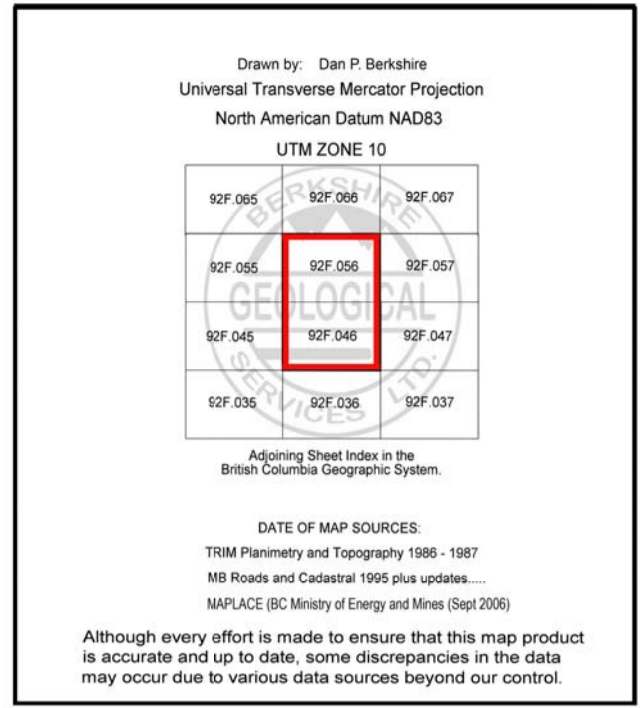 Drawn by: Dan P. Berkshire
Universal Transverse Mercator Projection
North American Datum NAD83
UTM ZONE 10
92F.065 92F.066 92F.067
92F.055 92F.056 92F.057
92F.045 92F.046 92F.047
92F.035 92F.036 92F.037
BERKSHIRE
GEOLOGICAL
SERVICES LTD.
Adjoining Sheet Index in the
British Columbia Geographic System.
DATE OF MAP SOURCES:
TRIM Planimetry and Topography 1986 - 1987
MB Roads and Cadastral 1995 plus updates.....
MAPLACE (BC Ministry of Energy and Mines (Sept 2006)
Although every effort is made to ensure that this map product
is accurate and up to date, some discrepancies in the data
may occur due to various data sources beyond our control.